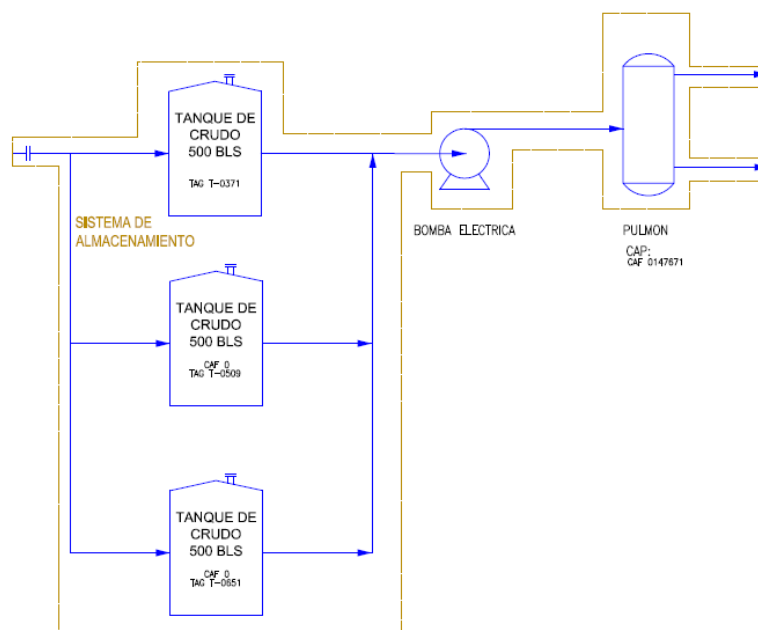 TANQUE DE
CRUDO
500 BLS
TAG T-0371
SISTEMA DE
ALMACENAMIENTO
BOMBA ELECTRICA
PULMON
CAP:
CAF 0147671
TANQUE DE
CRUDO
500 BLS
CAF 0
TAG T-0509
TANQUE DE
CRUDO
500 BLS
CAF 0
TAG T-0651